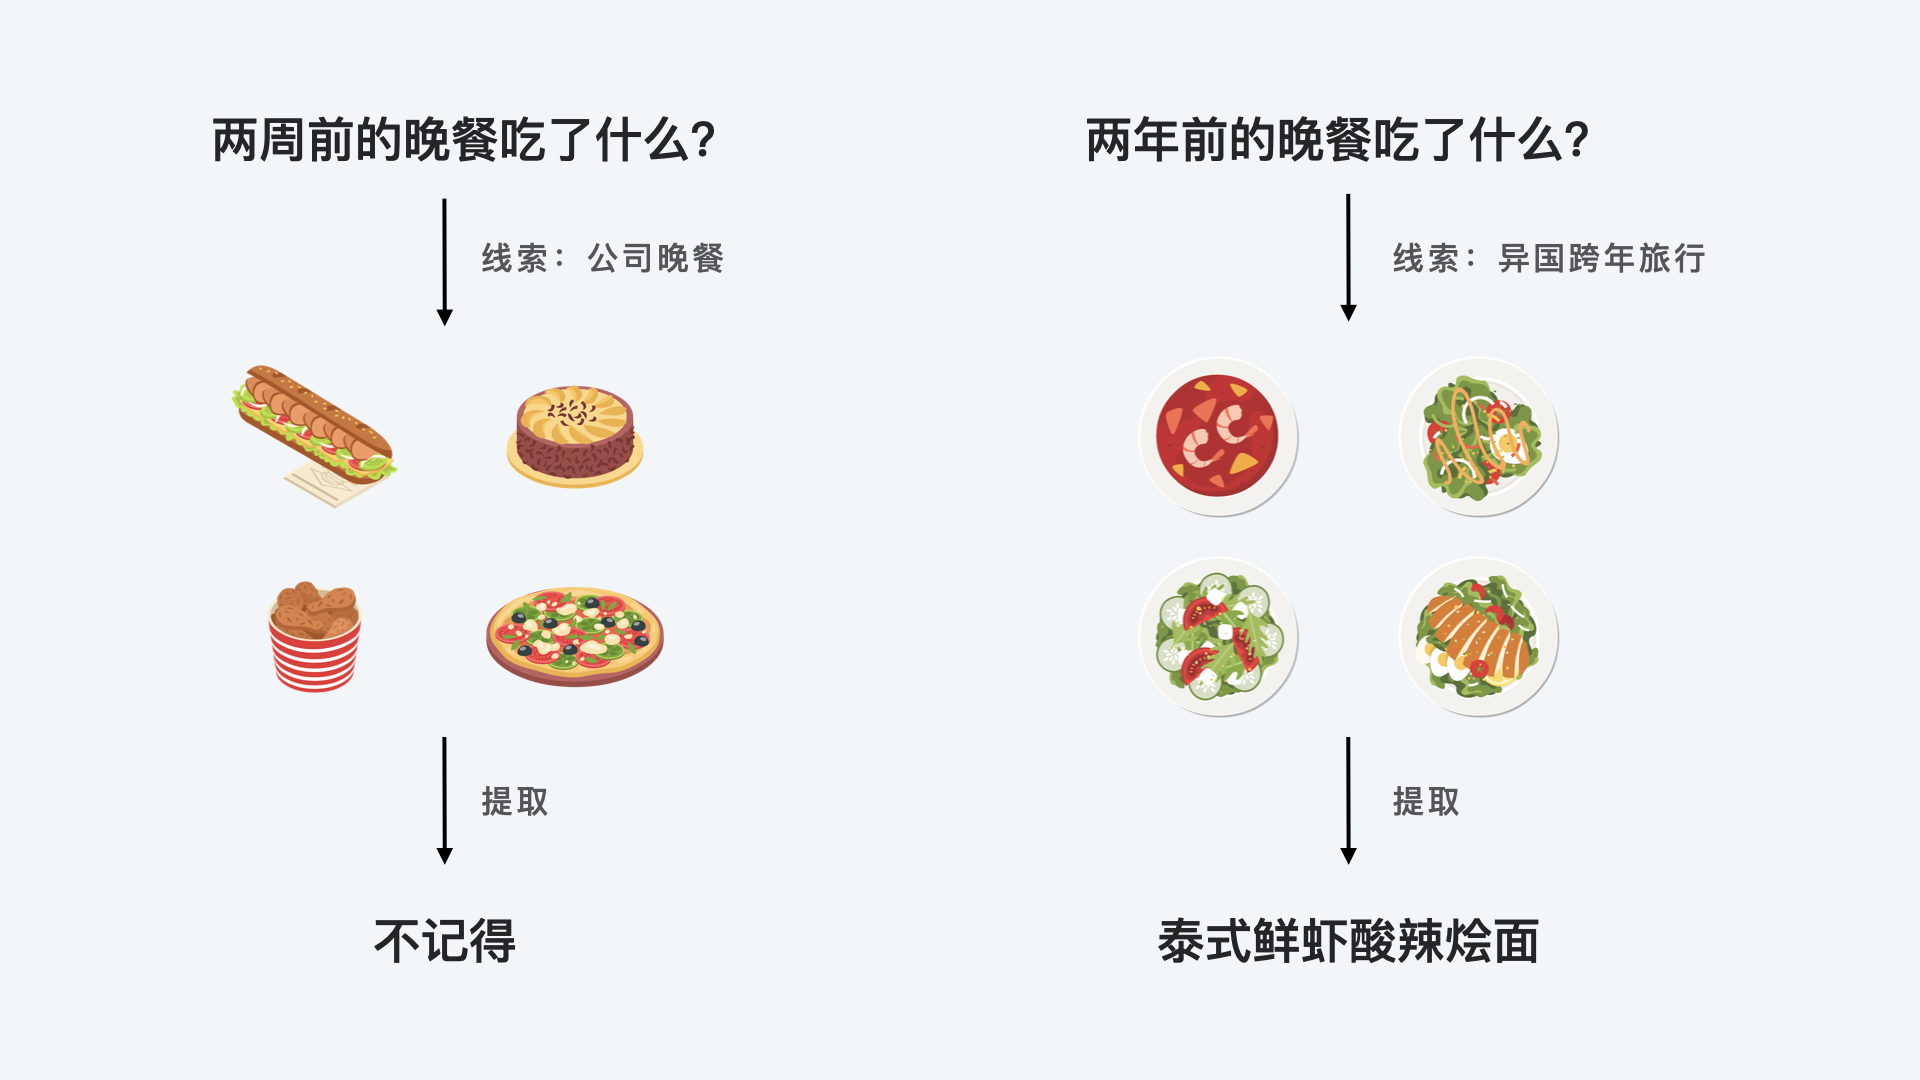 两周前的晚餐吃了什么?
线索：公司晚餐
提取
不记得
两年前的晚餐吃了什么?
线索：异国跨年旅行
提取
泰式鲜虾酸辣烩面